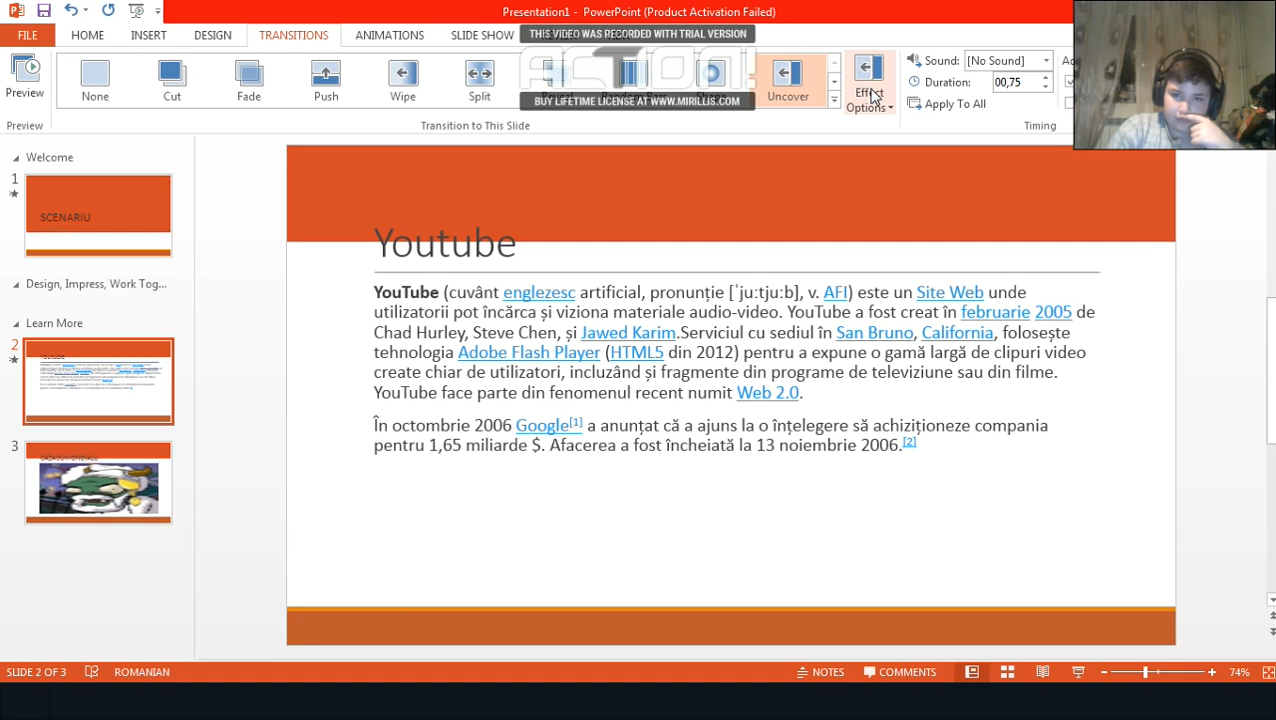 Presentation1 - PowerPoint (Product Activation Failed)
FILE HOME INSERT DESIGN TRANSITIONS ANIMATIONS SLIDE SHOW
THIS VIDEO WAS RECORDED WITH TRIAL VERSION
BUY LIFETIME LICENSE AT WWW.MIRILLIS.COM
Preview
None Cut Fade Push Wipe Split Uncover
Effect
Options
Sound: [No Sound]
Duration: 00,75
Apply To All
Preview Transition to This Slide Timing
Welcome
1
SCENARIU
Design, Impress, Work Tog...
Learn More
2
3
Youtube
YouTube (cuvânt englezesc artificial, pronunție [ˈju:tju:b], v. AFI) este un Site Web unde
utilizatorii pot încărca și viziona materiale audio-video. YouTube a fost creat în februarie 2005 de
Chad Hurley, Steve Chen, și Jawed Karim.Serviciul cu sediul în San Bruno, California, folosește
tehnologia Adobe Flash Player (HTML5 din 2012) pentru a expune o gamă largă de clipuri video
create chiar de utilizatori, incluzând și fragmente din programe de televiziune sau din filme.
YouTube face parte din fenomenul recent numit Web 2.0.
În octombrie 2006 Google[1] a anunțat că a ajuns la o înțelegere să achiziționeze compania
pentru 1,65 miliarde $. Afacerea a fost încheiată la 13 noiembrie 2006.[2]
SLIDE 2 OF 3 ROMANIAN NOTES COMMENTS 74%